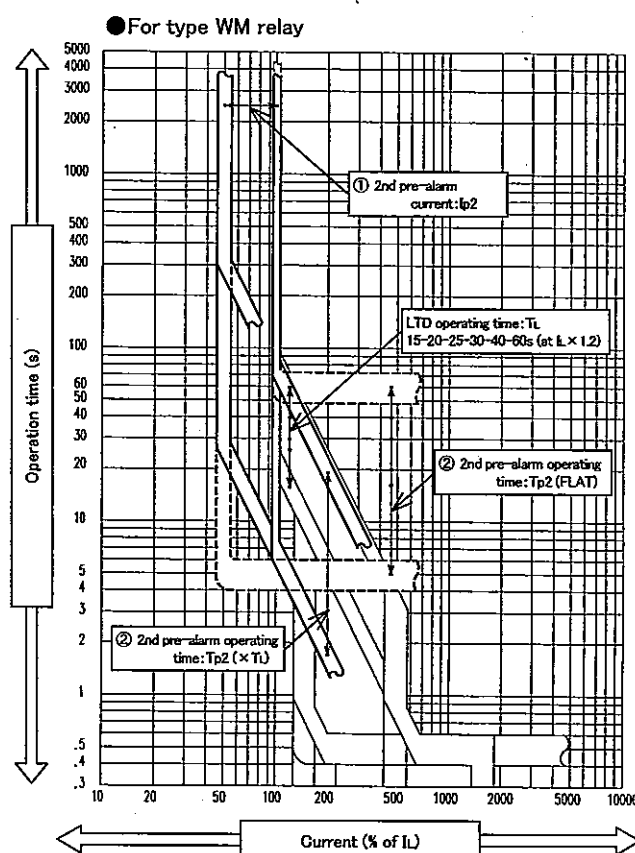 ●For type WM relay
5000
4000
3000
2000
1000
500
400
300
200
100
60
50
40
30
20
10
5
4
3
2
1
.5
.4
.3
Operation time (s)
① 2nd pre-alarm
current:Ip2
LTD operating time: TL
15-20-25-30-40-60s (at IL×1.2)
② 2nd pre-alarm operating
time: Tp2 (FLAT)
② 2nd pre-alarm operating
time: Tp2 (×TL)
10 20 50 100 200 500 1000 2000 5000 10000
Current (% of IL)